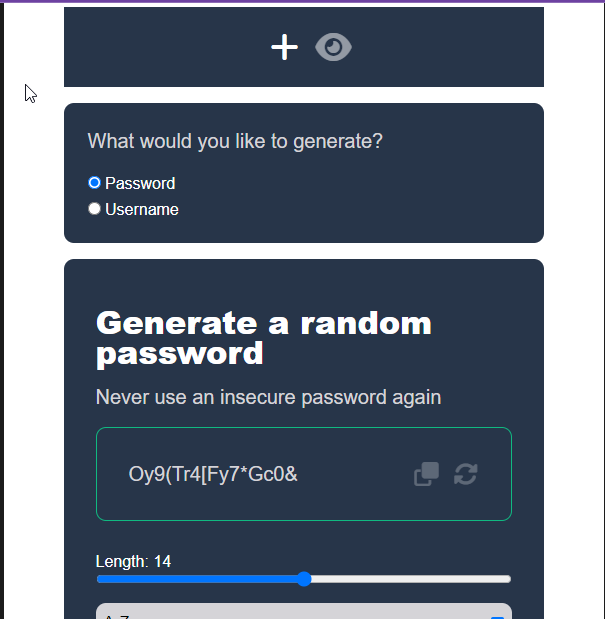 What would you like to generate?
Password
Username
Generate a random
password
Never use an insecure password again
Oy9(Tr4[Fy7*Gc0&
Length: 14